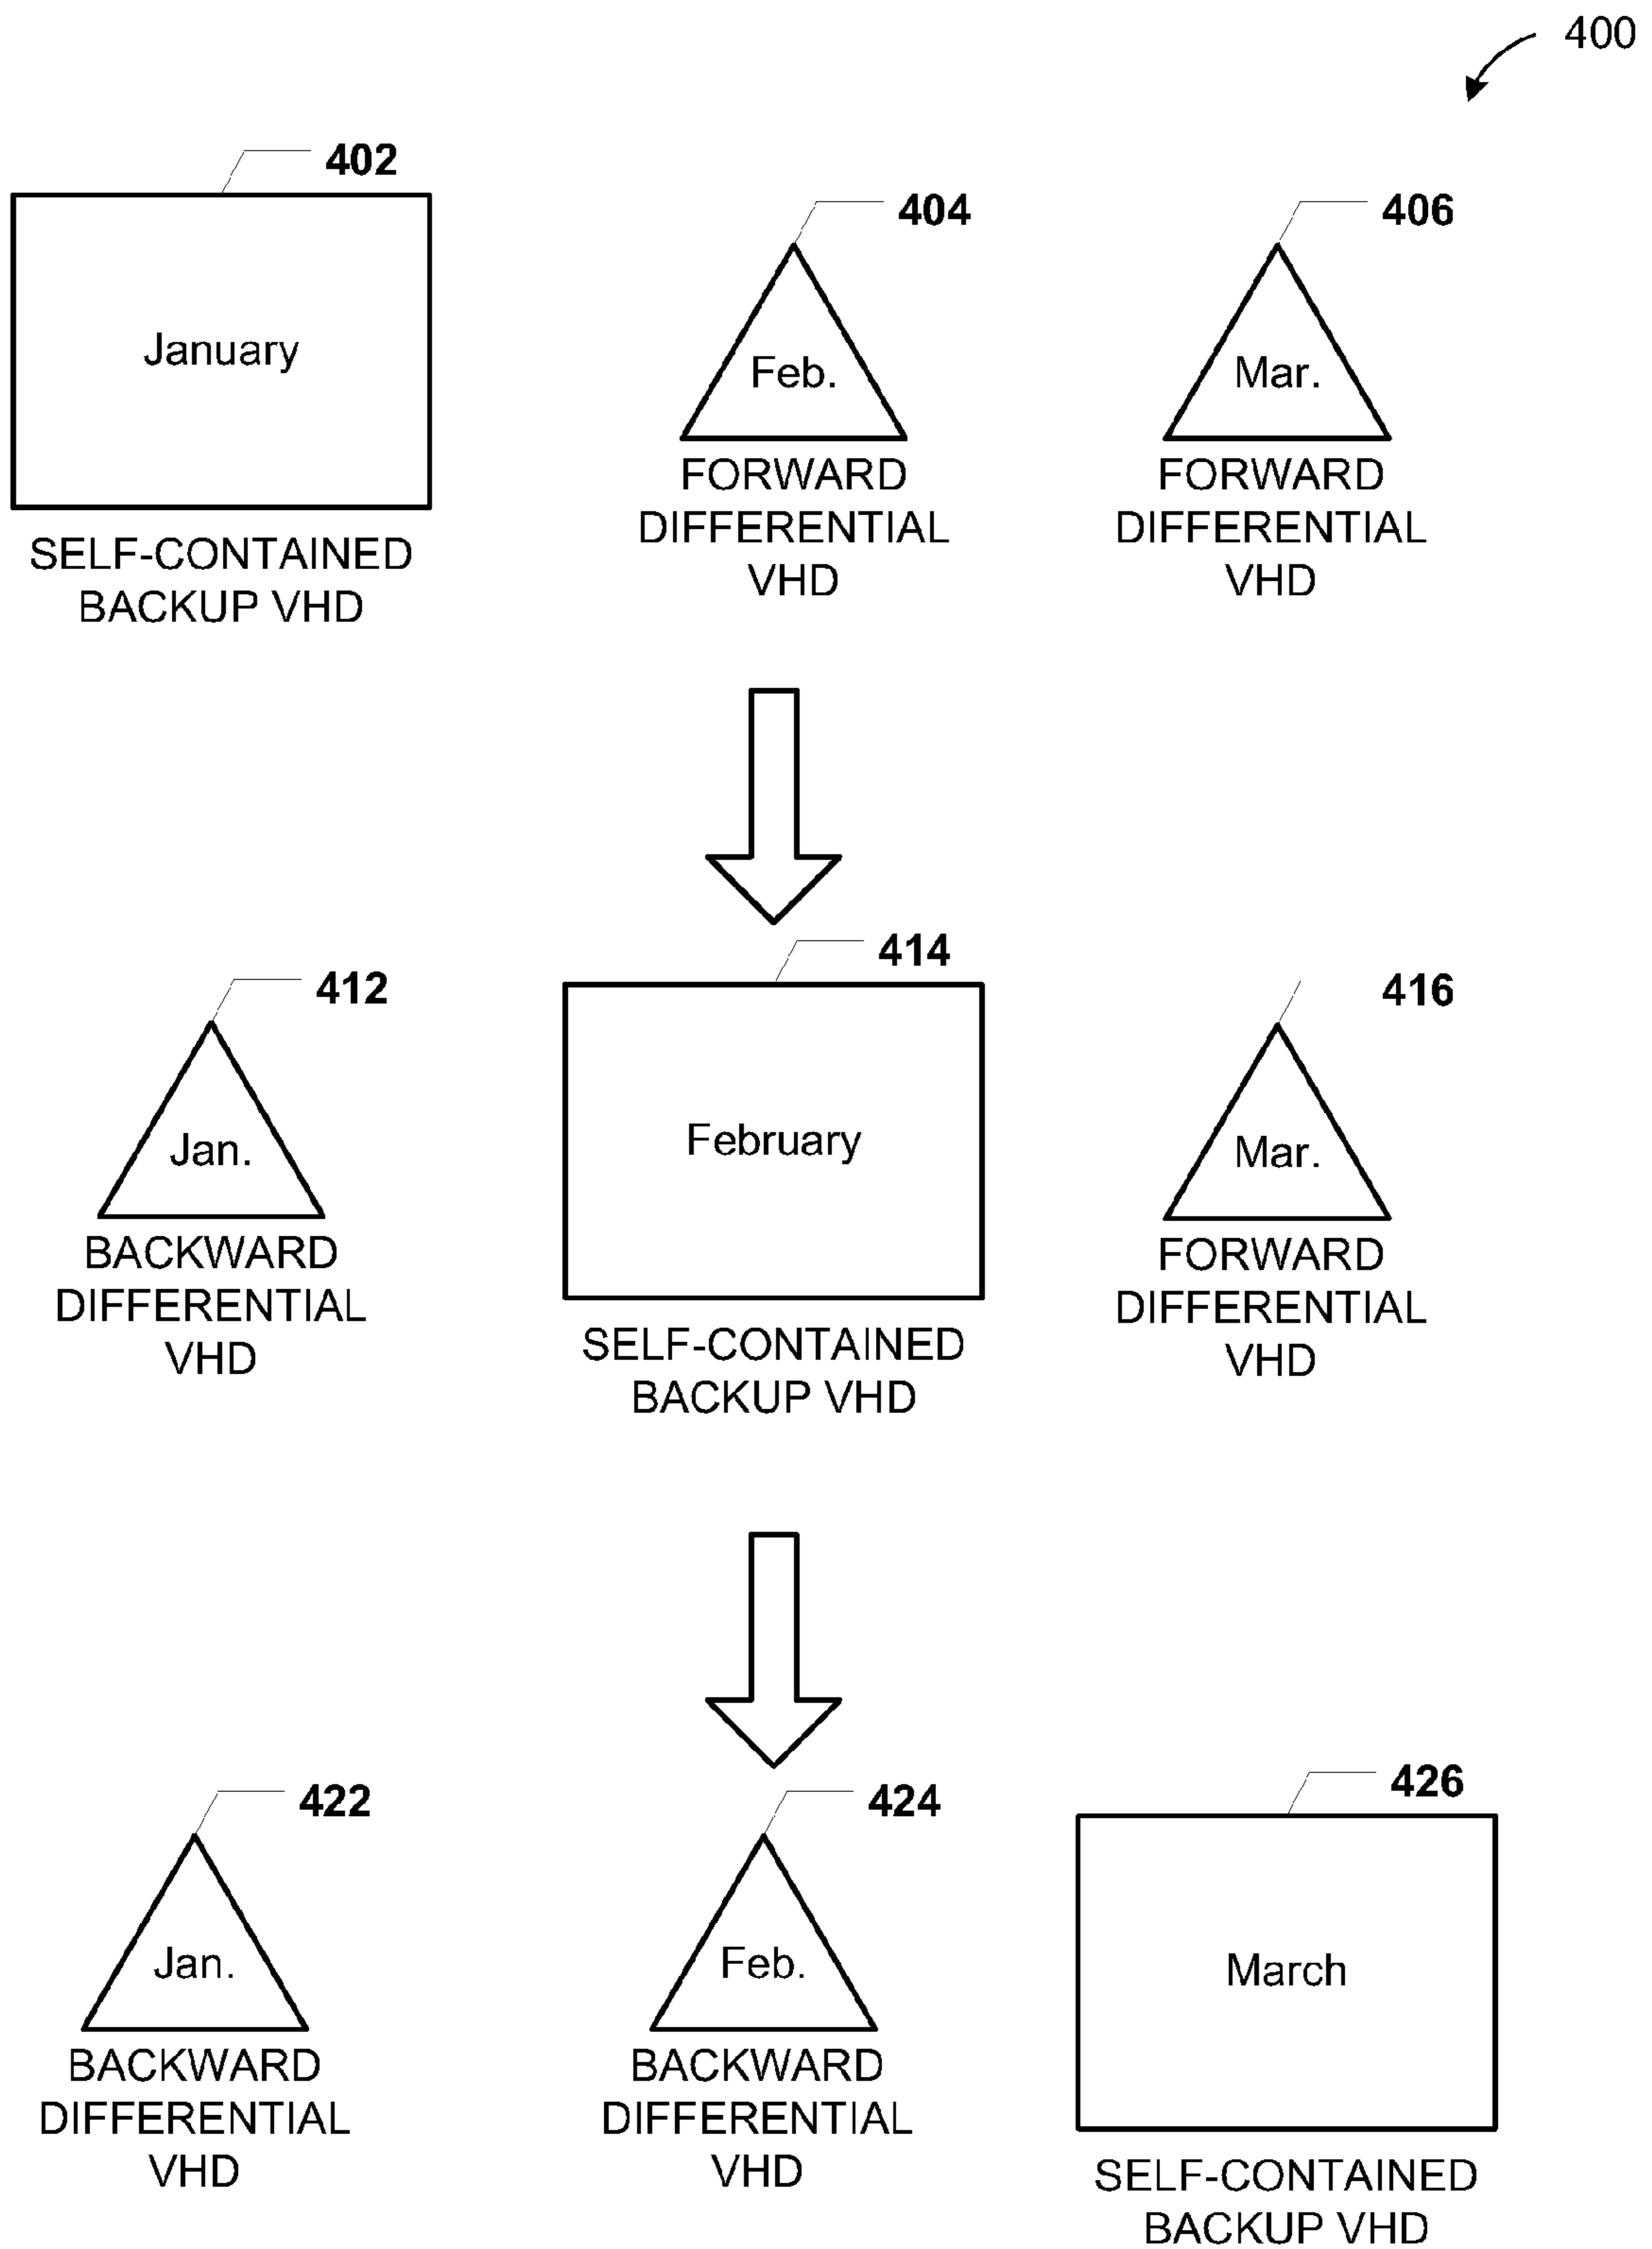 400
402
404
406
January
Feb.
Mar.
SELF-CONTAINED
BACKUP VHD
FORWARD
DIFFERENTIAL
VHD
FORWARD
DIFFERENTIAL
VHD
412
414
416
Jan.
February
Mar.
BACKWARD
DIFFERENTIAL
VHD
SELF-CONTAINED
BACKUP VHD
FORWARD
DIFFERENTIAL
VHD
422
424
426
Jan.
Feb.
March
BACKWARD
DIFFERENTIAL
VHD
BACKWARD
DIFFERENTIAL
VHD
SELF-CONTAINED
BACKUP VHD